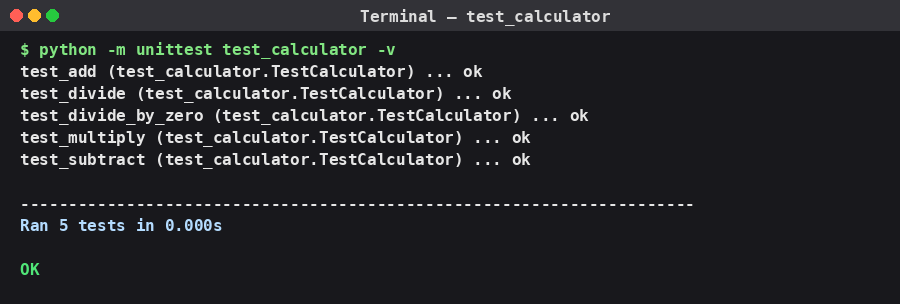 Terminal — test_calculator
$ python -m unittest test_calculator -v
test_add (test_calculator.TestCalculator) ... ok
test_divide (test_calculator.TestCalculator) ... ok
test_divide_by_zero (test_calculator.TestCalculator) ... ok
test_multiply (test_calculator.TestCalculator) ... ok
test_subtract (test_calculator.TestCalculator) ... ok
----------------------------------------------------------------------
Ran 5 tests in 0.000s
OK